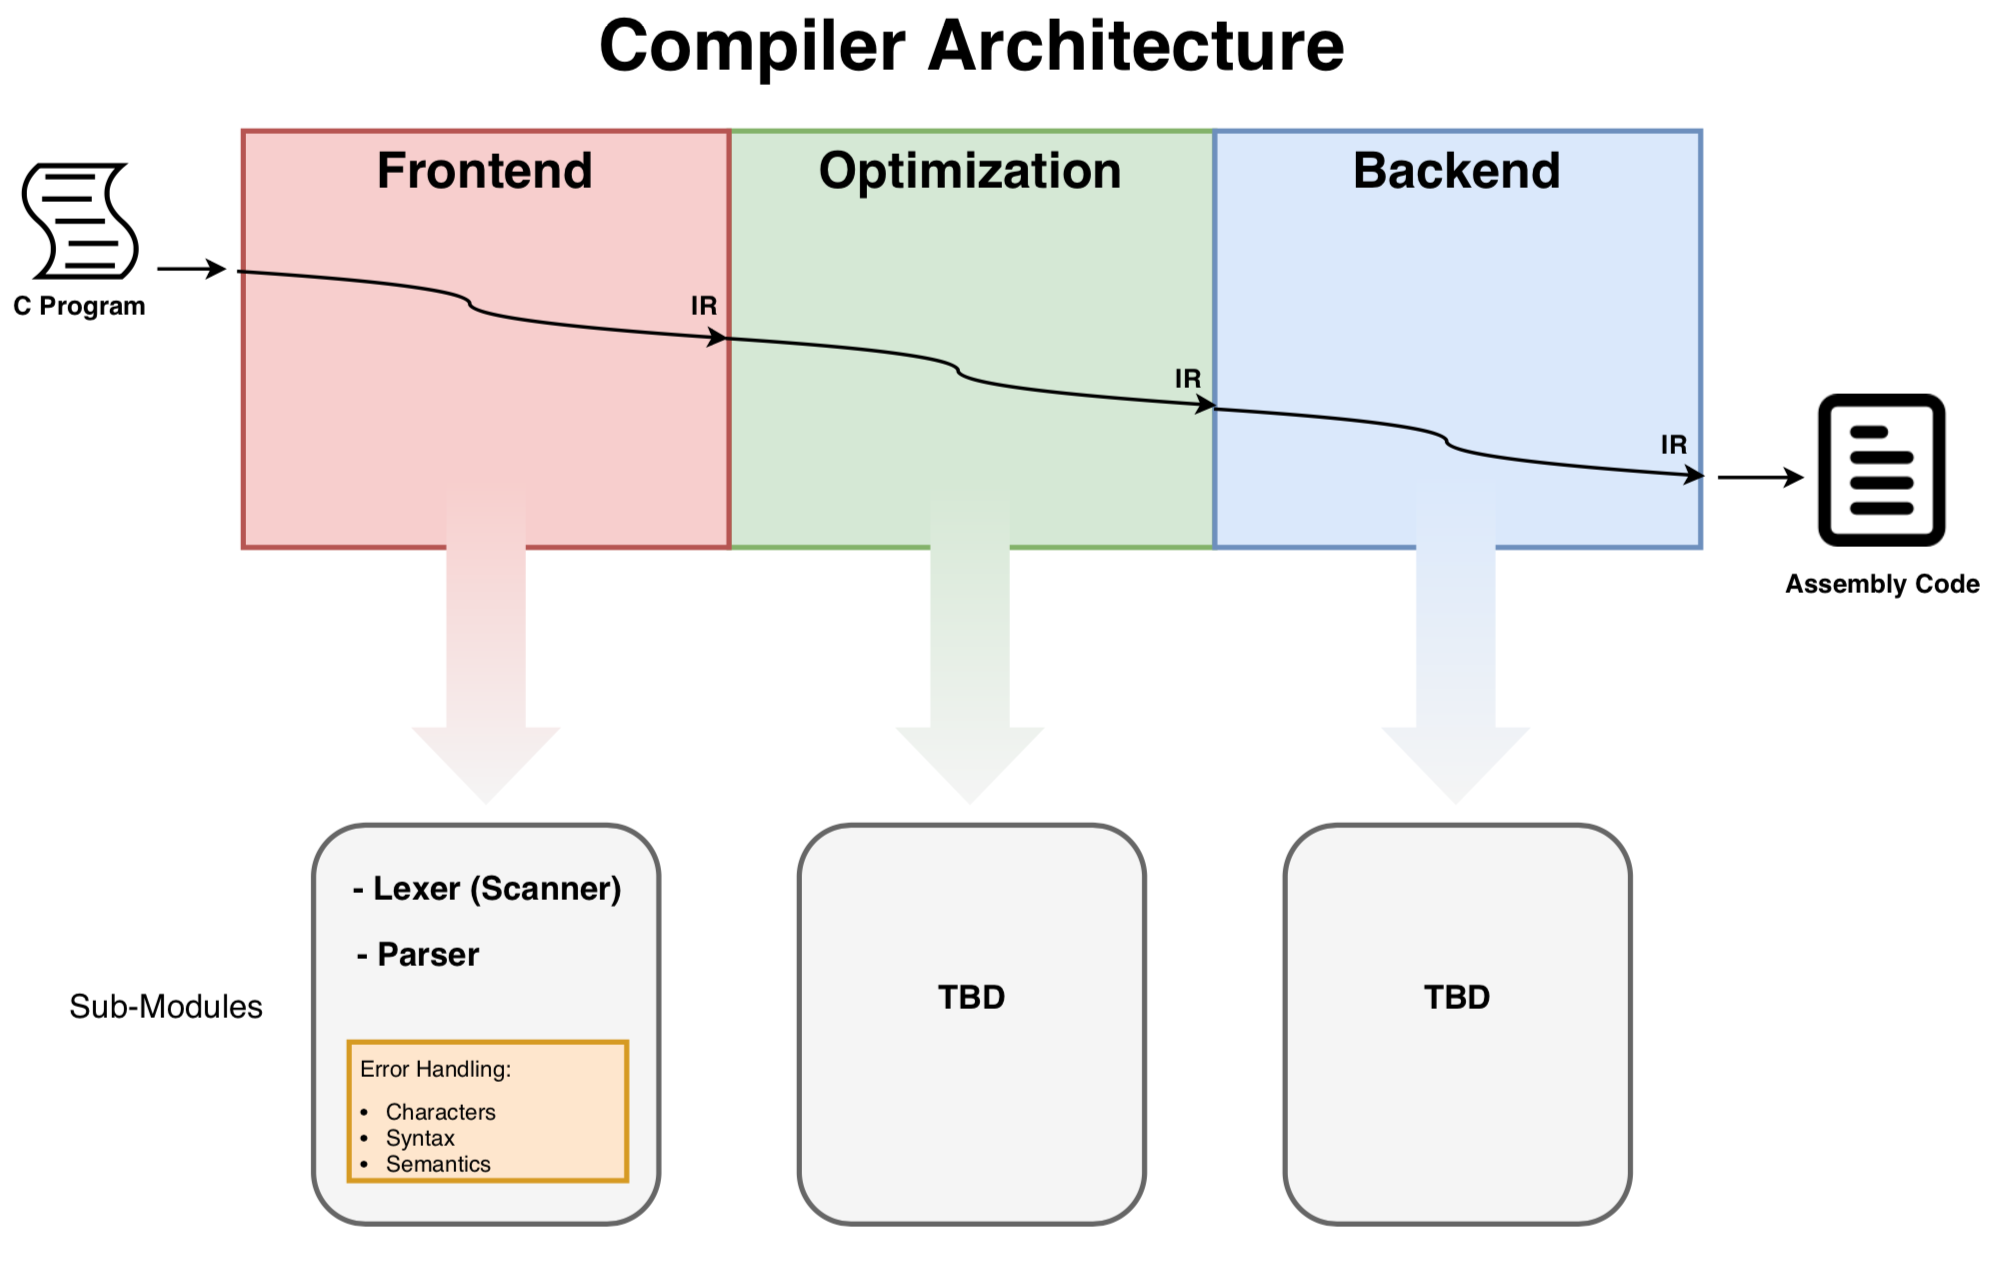 Compiler Architecture
Frontend
Optimization
Backend
C Program
IR
IR
IR
Assembly Code
Sub-Modules
- Lexer (Scanner)
- Parser
Error Handling:
• Characters
• Syntax
• Semantics
TBD
TBD